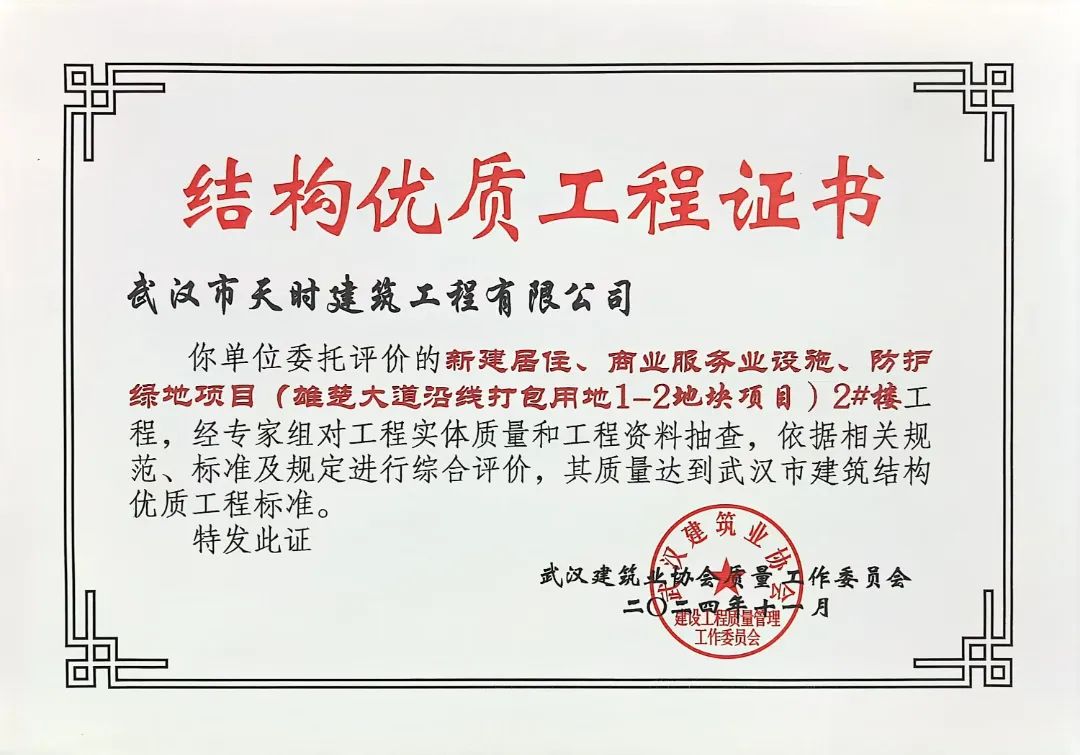 结构优质工程证书
武汉市天时建筑工程有限公司
你单位委托评价的新建居住、商业服务业设施、防护
绿地项目（雄楚大道沿线打包用地1-2地块项目）2#楼工
程，经专家组对工程实体质量和工程资料抽查，依据相关规
范、标准及规定进行综合评价，其质量达到武汉市建筑结构
优质工程标准。
特发此证
武汉建筑业协会质量 工作委员会
二〇二四年十一月
武汉建筑业协会
建设工程质量管理
工作委员会